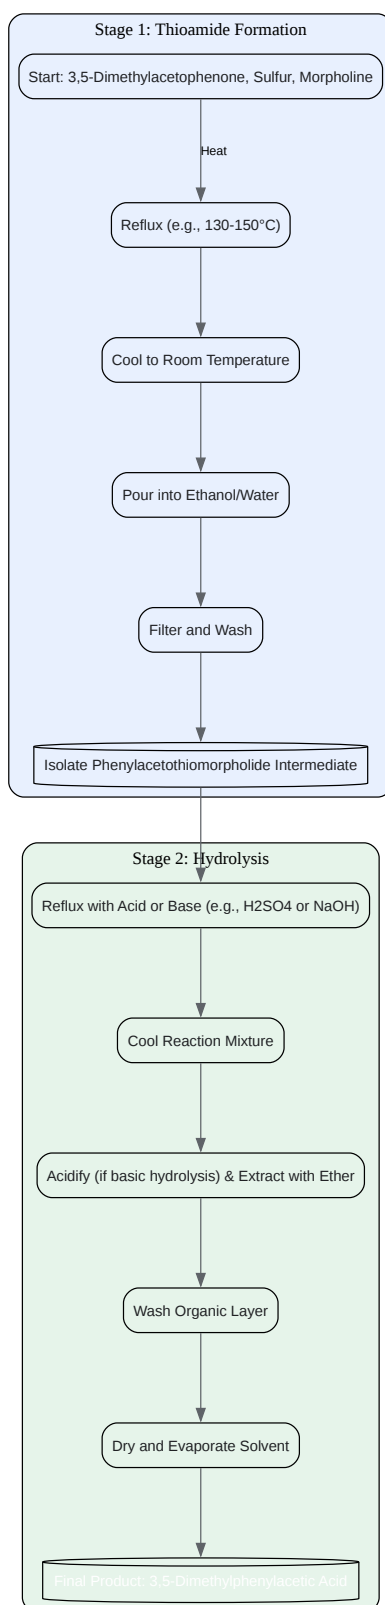 Stage 1: Thioamide Formation
Start: 3,5-Dimethylacetophenone, Sulfur, Morpholine
Heat
Reflux (e.g., 130-150°C)
Cool to Room Temperature
Pour into Ethanol/Water
Filter and Wash
Isolate Phenylacetothiomorpholide Intermediate
Stage 2: Hydrolysis
Reflux with Acid or Base (e.g., H2SO4 or NaOH)
Cool Reaction Mixture
Acidify (if basic hydrolysis) & Extract with Ether
Wash Organic Layer
Dry and Evaporate Solvent
Final Product: 3,5-Dimethylphenylacetic Acid